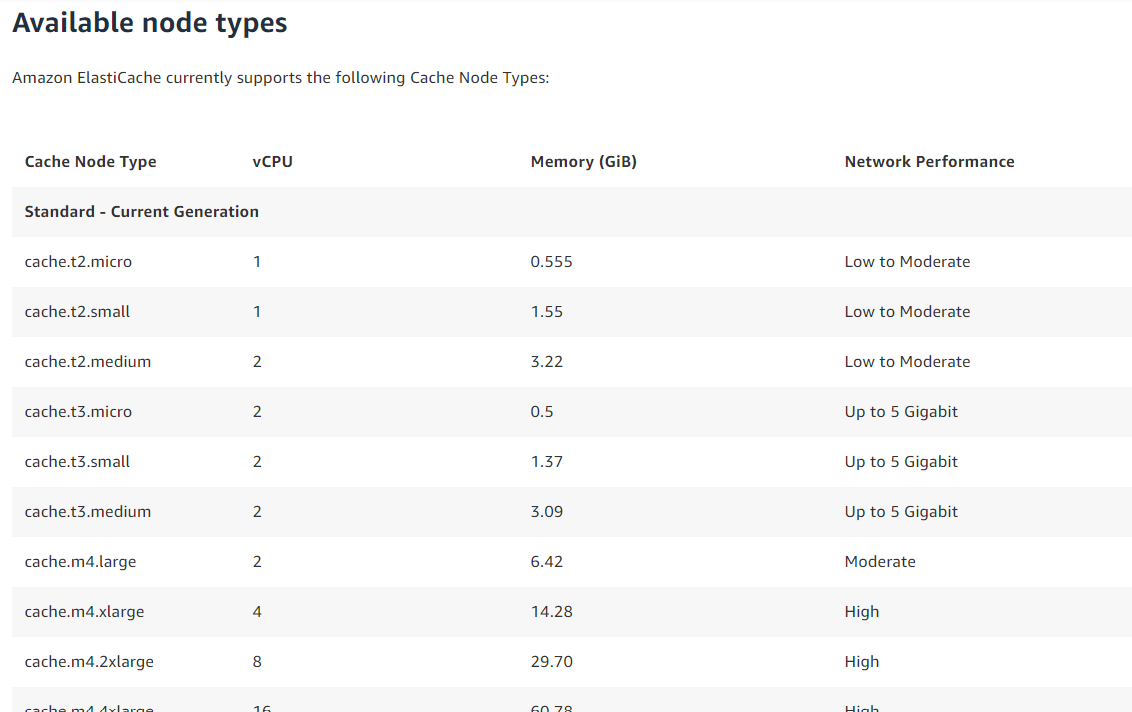 Available node types
Amazon ElastiCache currently supports the following Cache Node Types:
Cache Node Type vCPU Memory (GiB) Network Performance
Standard - Current Generation
cache.t2.micro 1 0.555 Low to Moderate
cache.t2.small 1 1.55 Low to Moderate
cache.t2.medium 2 3.22 Low to Moderate
cache.t3.micro 2 0.5 Up to 5 Gigabit
cache.t3.small 2 1.37 Up to 5 Gigabit
cache.t3.medium 2 3.09 Up to 5 Gigabit
cache.m4.large 2 6.42 Moderate
cache.m4.xlarge 4 14.28 High
cache.m4.2xlarge 8 29.70 High
cache.m4.4xlarge 16 60.78 High